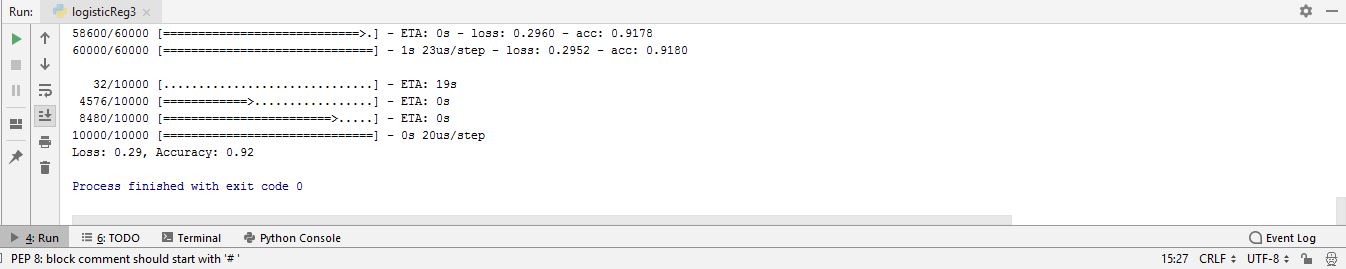 Run: logisticReg3
58600/60000 [============================>.] - ETA: 0s - loss: 0.2960 - acc: 0.9178
60000/60000 [==============================] - 1s 23us/step - loss: 0.2952 - acc: 0.9180
32/10000 [..............................] - ETA: 19s
4576/10000 [============>.................] - ETA: 0s
8480/10000 [========================>.....] - ETA: 0s
10000/10000 [==============================] - 0s 20us/step
Loss: 0.29, Accuracy: 0.92
Process finished with exit code 0
4: Run 6: TODO Terminal Python Console Event Log
PEP 8: block comment should start with '# ' 15:27 CRLF UTF-8